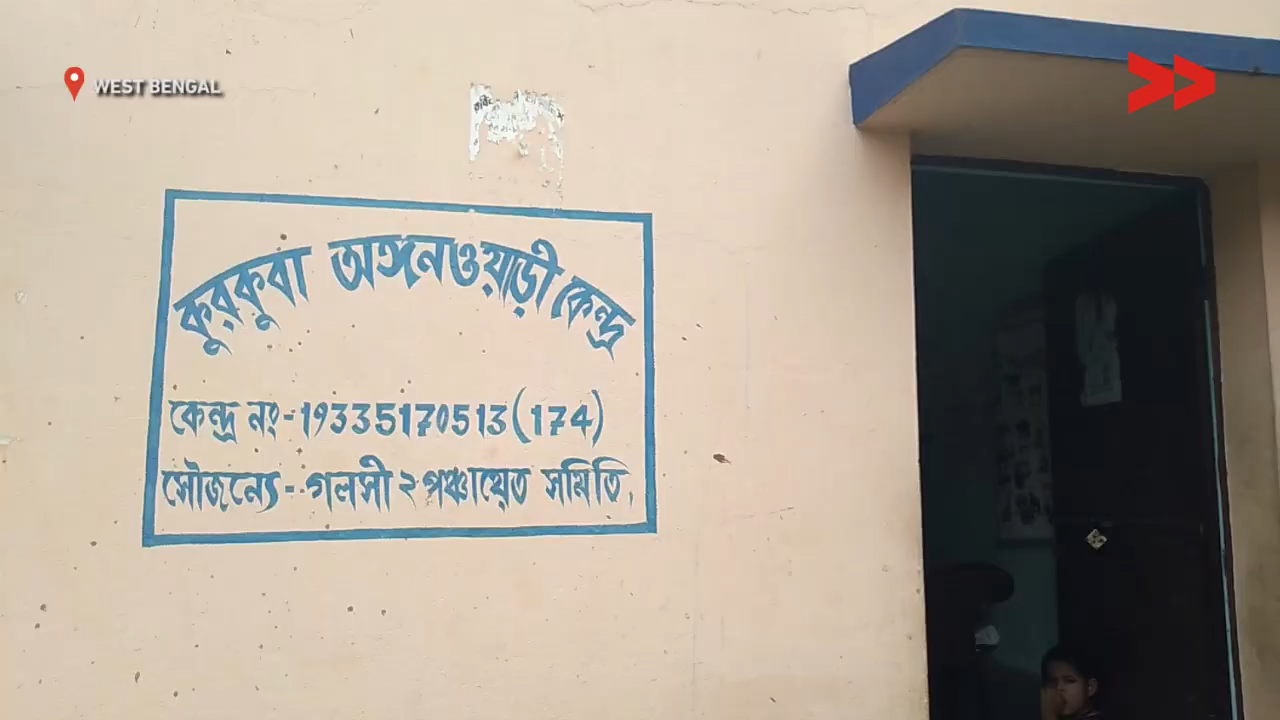 WEST BENGAL
কুরকুবা অঙ্গনওয়াড়ী কেন্দ্র
কেন্দ্র নং-19335170513(174)
সৌজন্যে-গলসী ২ পঞ্চায়েত সমিতি.